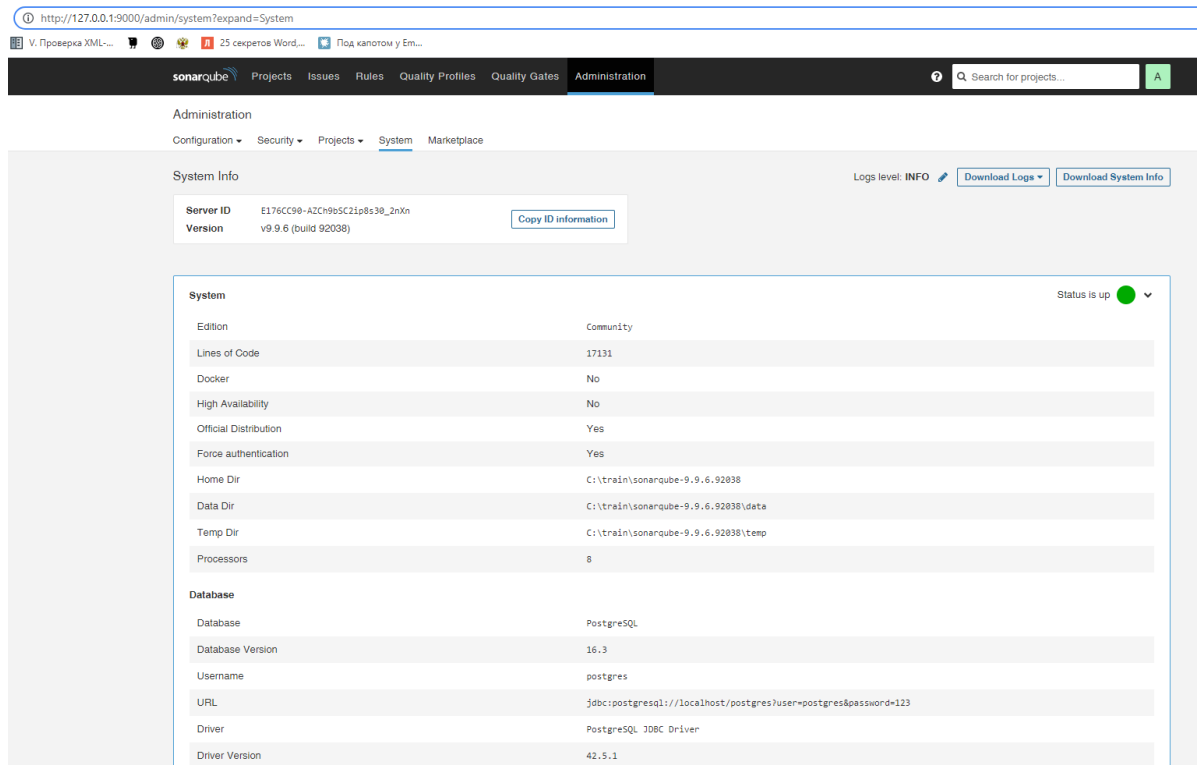 http://127.0.0.1:9000/admin/system?expand=System
V. Проверка XML-... 25 секретов Word,... Под капотом у Em...
sonarqube Projects Issues Rules Quality Profiles Quality Gates Administration ? Search for projects... A
Administration
Configuration Security Projects System Marketplace
System Info Logs level: INFO Download Logs Download System Info
Server ID E176CC90-AZCh9bSC2ip8s30_2nXn Copy ID information
Version v9.9.6 (build 92038)
System Status is up
Edition Community
Lines of Code 17131
Docker No
High Availability No
Official Distribution Yes
Force authentication Yes
Home Dir C:\train\sonarqube-9.9.6.92038
Data Dir C:\train\sonarqube-9.9.6.92038\data
Temp Dir C:\train\sonarqube-9.9.6.92038\temp
Processors 8
Database
Database PostgreSQL
Database Version 16.3
Username postgres
URL jdbc:postgresql://localhost/postgres?user=postgres&password=123
Driver PostgreSQL JDBC Driver
Driver Version 42.5.1